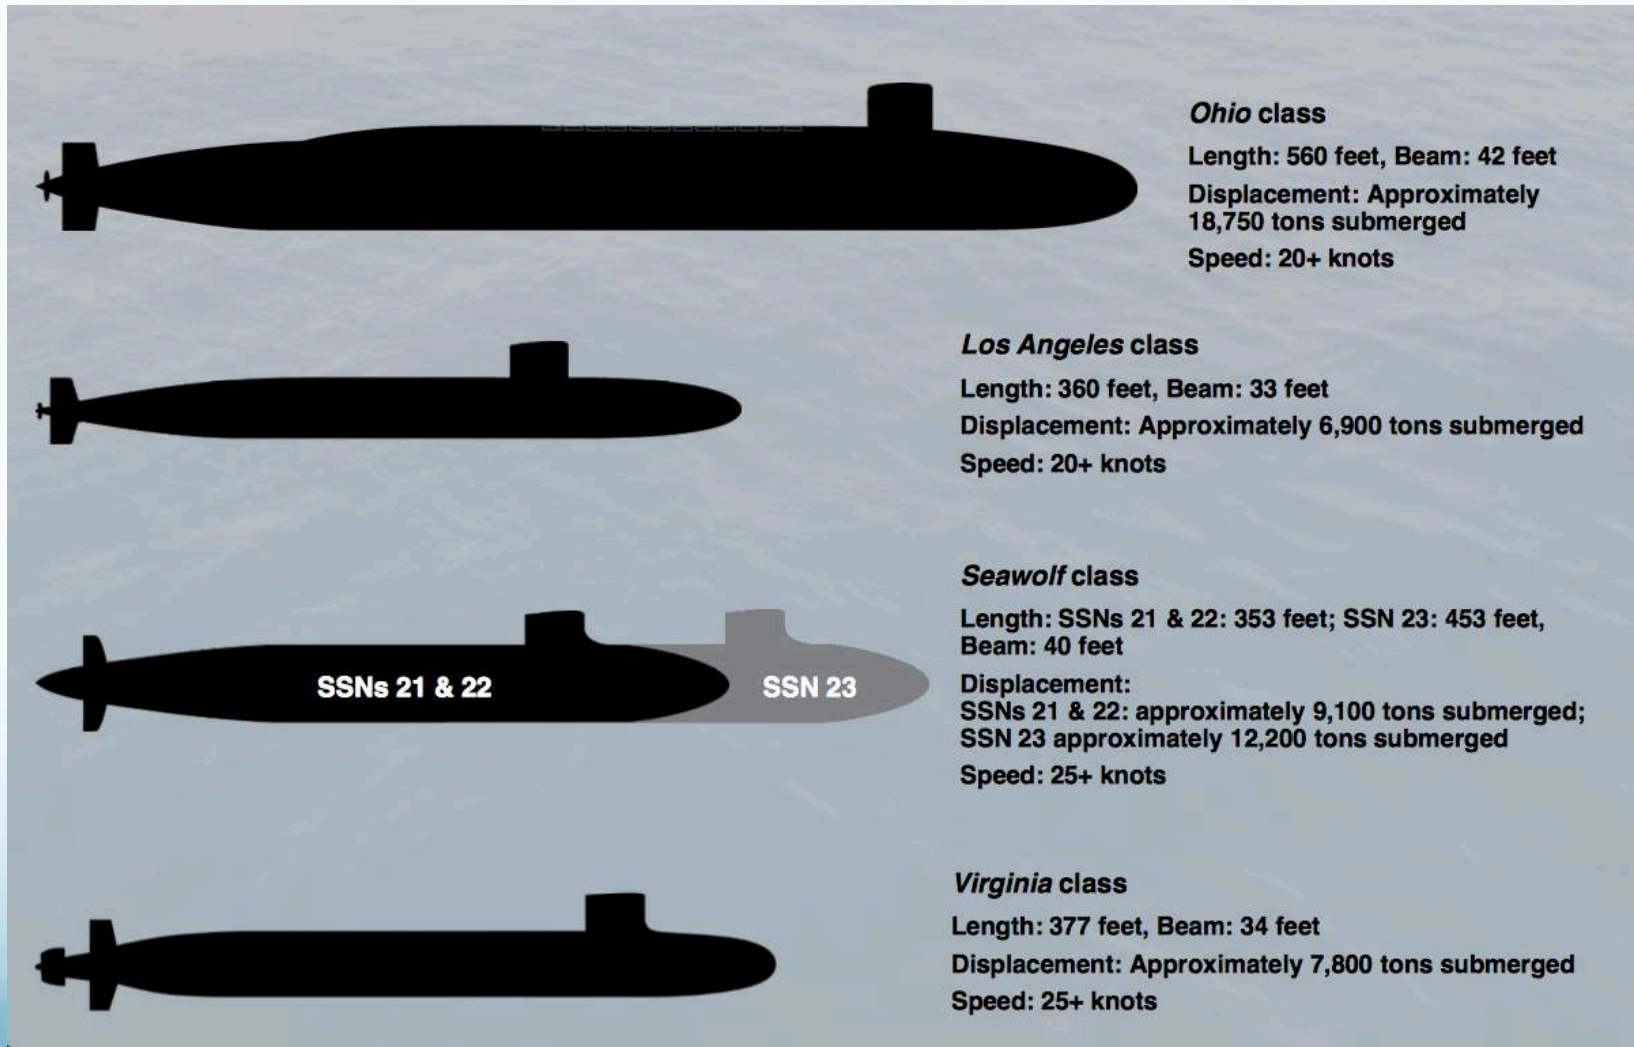 Ohio class
Length: 560 feet, Beam: 42 feet
Displacement: Approximately
18,750 tons submerged
Speed: 20+ knots
Los Angeles class
Length: 360 feet, Beam: 33 feet
Displacement: Approximately 6,900 tons submerged
Speed: 20+ knots
Seawolf class
Length: SSNs 21 & 22: 353 feet; SSN 23: 453 feet,
Beam: 40 feet
SSNs 21 & 22
SSN 23
Displacement:
SSNs 21 & 22: approximately 9,100 tons submerged;
SSN 23 approximately 12,200 tons submerged
Speed: 25+ knots
Virginia class
Length: 377 feet, Beam: 34 feet
Displacement: Approximately 7,800 tons submerged
Speed: 25+ knots